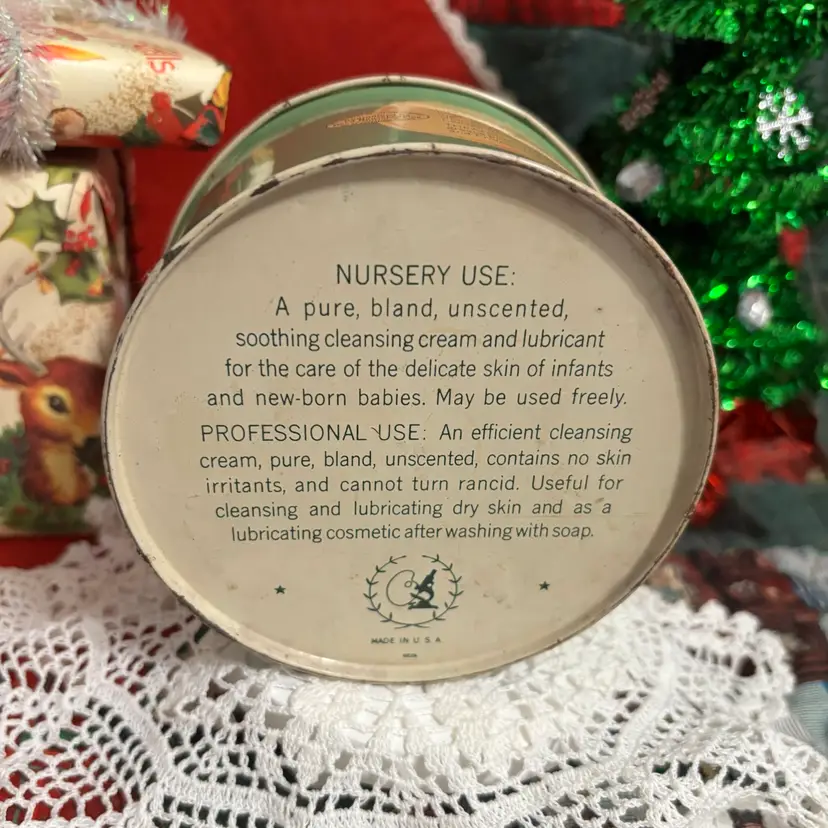 NURSERY USE:
A pure, bland, unscented,
soothing cleansing cream and lubricant
for the care of the delicate skin of infants
and new-born babies. May be used freely.
PROFESSIONAL USE: An efficient cleansing
cream, pure, bland, unscented, contains no skin
irritants, and cannot turn rancid. Useful for
cleansing and lubricating dry skin and as a
lubricating cosmetic after washing with soap.
MADE IN U.S.A.